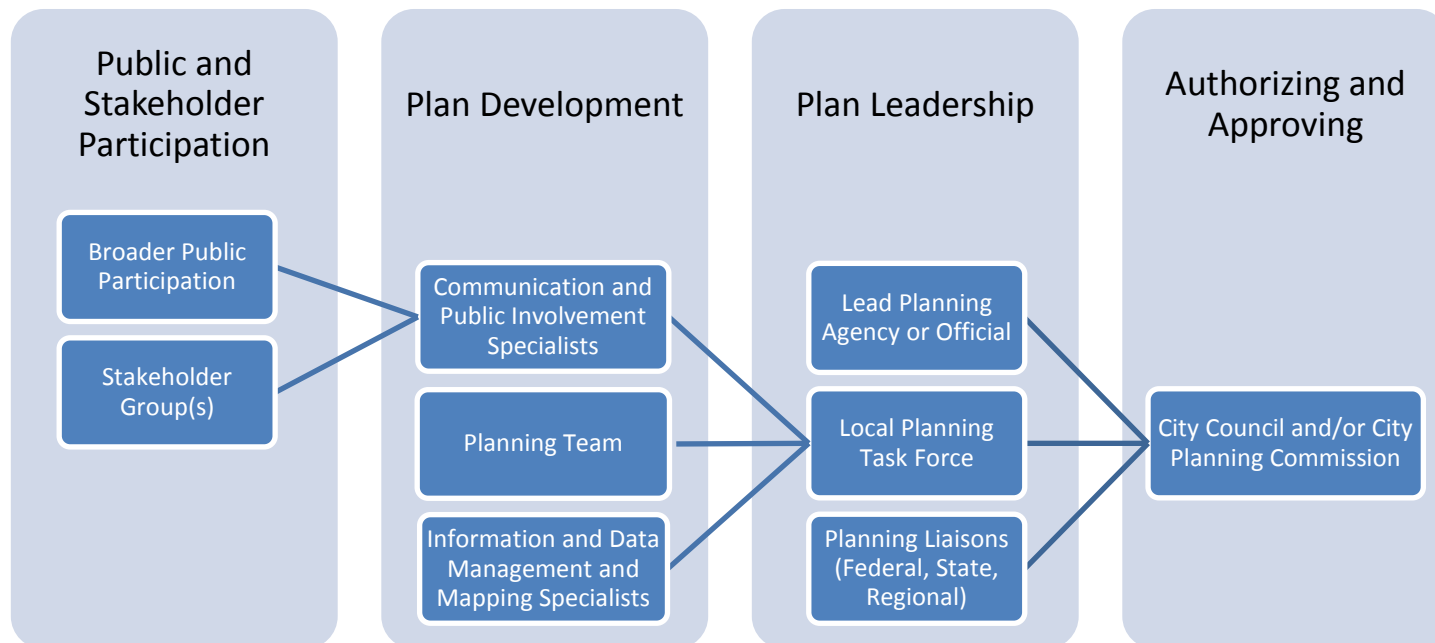 Public and
Stakeholder
Participation
Broader Public
Participation
Stakeholder
Group(s)
Plan Development
Communication and
Public Involvement
Specialists
Planning Team
Information and Data
Management and
Mapping Specialists
Plan Leadership
Lead Planning
Agency or Official
Local Planning
Task Force
Planning Liaisons
(Federal, State,
Regional)
Authorizing and
Approving
City Council and/or City
Planning Commission